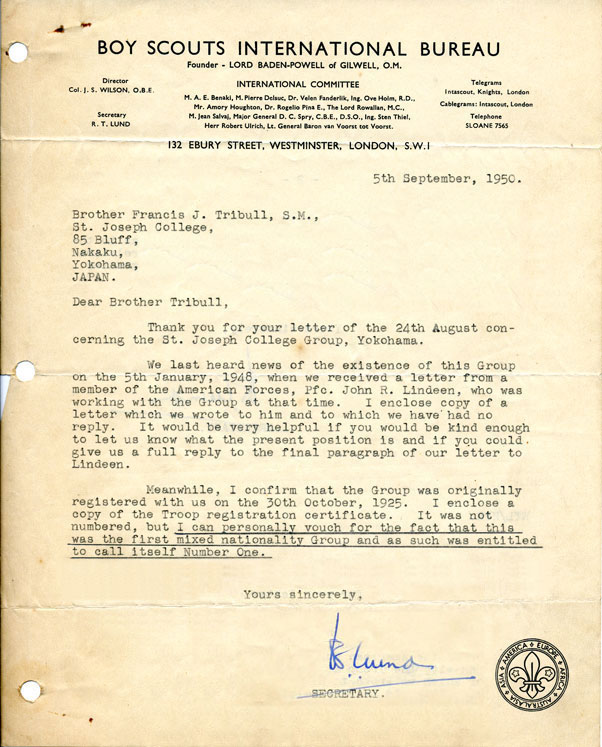 BOY SCOUTS INTERNATIONAL BUREAU
Founder - LORD BADEN-POWELL of GILWELL, O.M.
Director
Col. J. S. WILSON, O.B.E.
Secretary
R. T. LUND
INTERNATIONAL COMMITTEE
M. A. E. Benaki, M. Pierre Delsuc, Dr. Velen Fanderlik, Ing. Ove Holm, R.D.,
Mr. Amory Houghton, Dr. Rogelio Pina E., The Lord Rowallan, M.C.,
M. Jean Salvaj, Major General D. C. Spry, C.B.E., D.S.O., Ing. Sten Thiel,
Herr Robert Ulrich, Lt. General Baron van Voorst tot Voorst.
Telegrams
Intascout, Knights, London
Cablegrams: Intascout, London
Telephone
SLOANE 7565
132 EBURY STREET, WESTMINSTER, LONDON, S.W.1
5th September, 1950.
Brother Francis J. Tribull, S.M.,
St. Joseph College,
85 Bluff,
Nakaku,
Yokohama,
JAPAN.
Dear Brother Tribull,
Thank you for your letter of the 24th August con-
cerning the St. Joseph College Group, Yokohama.
We last heard news of the existence of this Group
on the 5th January, 1948, when we received a letter from a
member of the American Forces, Pfc. John R. Lindeen, who was
working with the Group at that time. I enclose copy of a
letter which we wrote to him and to which we have had no
reply. It would be very helpful if you would be kind enough
to let us know what the present position is and if you could
give us a full reply to the final paragraph of our letter to
Lindeen.
Meanwhile, I confirm that the Group was originally
registered with us on the 30th October, 1925. I enclose a
copy of the Troop registration certificate. It was not
numbered, but I can personally vouch for the fact that this
was the first mixed nationality Group and as such was entitled
to call itself Number One.
Yours sincerely,
SECRETARY.
AMERICA EUROPE AFRICA AUSTRALASIA ASIA